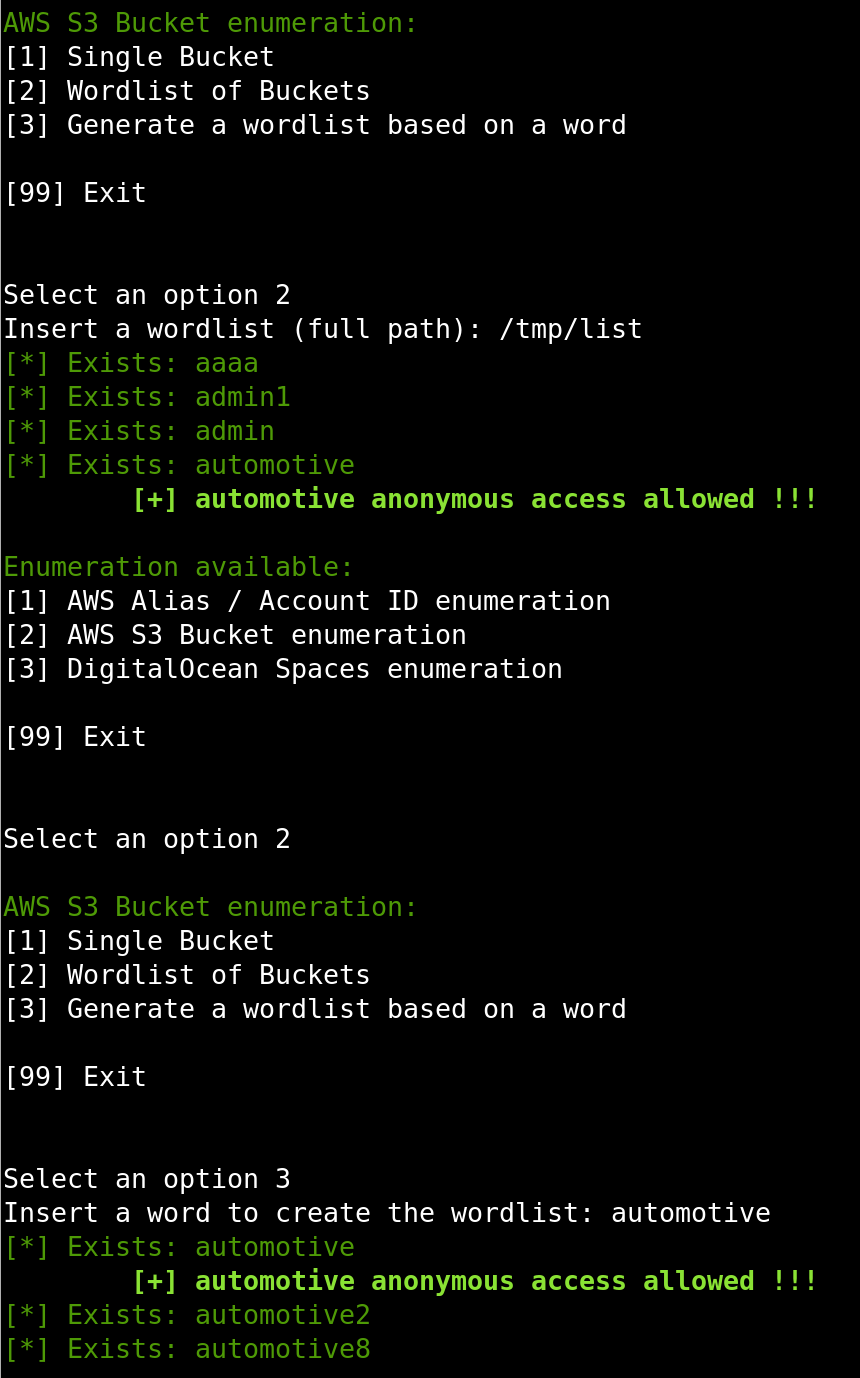 AWS S3 Bucket enumeration:
[1] Single Bucket
[2] Wordlist of Buckets
[3] Generate a wordlist based on a word
[99] Exit
Select an option 2
Insert a wordlist (full path): /tmp/list
[*] Exists: aaaa
[*] Exists: admin1
[*] Exists: admin
[*] Exists: automotive
[+] automotive anonymous access allowed !!!
Enumeration available:
[1] AWS Alias / Account ID enumeration
[2] AWS S3 Bucket enumeration
[3] DigitalOcean Spaces enumeration
[99] Exit
Select an option 2
AWS S3 Bucket enumeration:
[1] Single Bucket
[2] Wordlist of Buckets
[3] Generate a wordlist based on a word
[99] Exit
Select an option 3
Insert a word to create the wordlist: automotive
[*] Exists: automotive
[+] automotive anonymous access allowed !!!
[*] Exists: automotive2
[*] Exists: automotive8